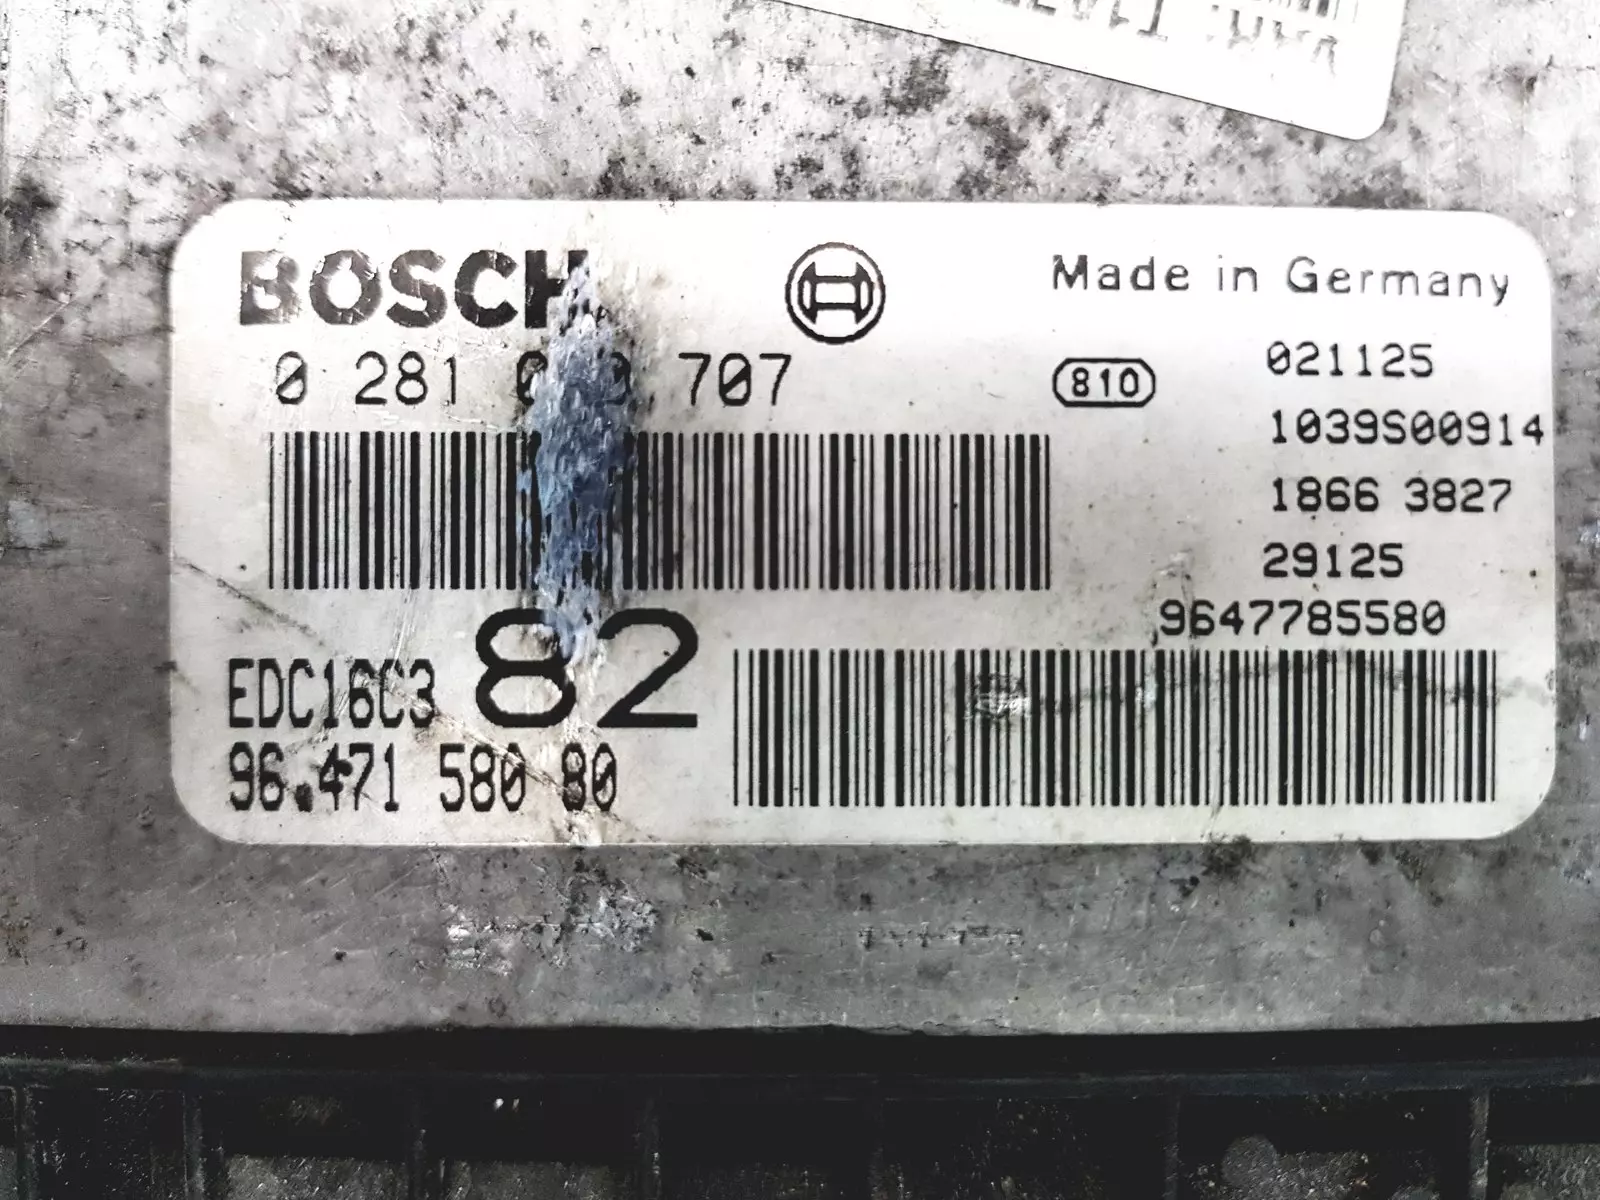 BOSCH
Made in Germany
0 281 707
810
021125
1039S00914
1866 3827
29125
9647785580
82
EDC16C3
96.471 580 80